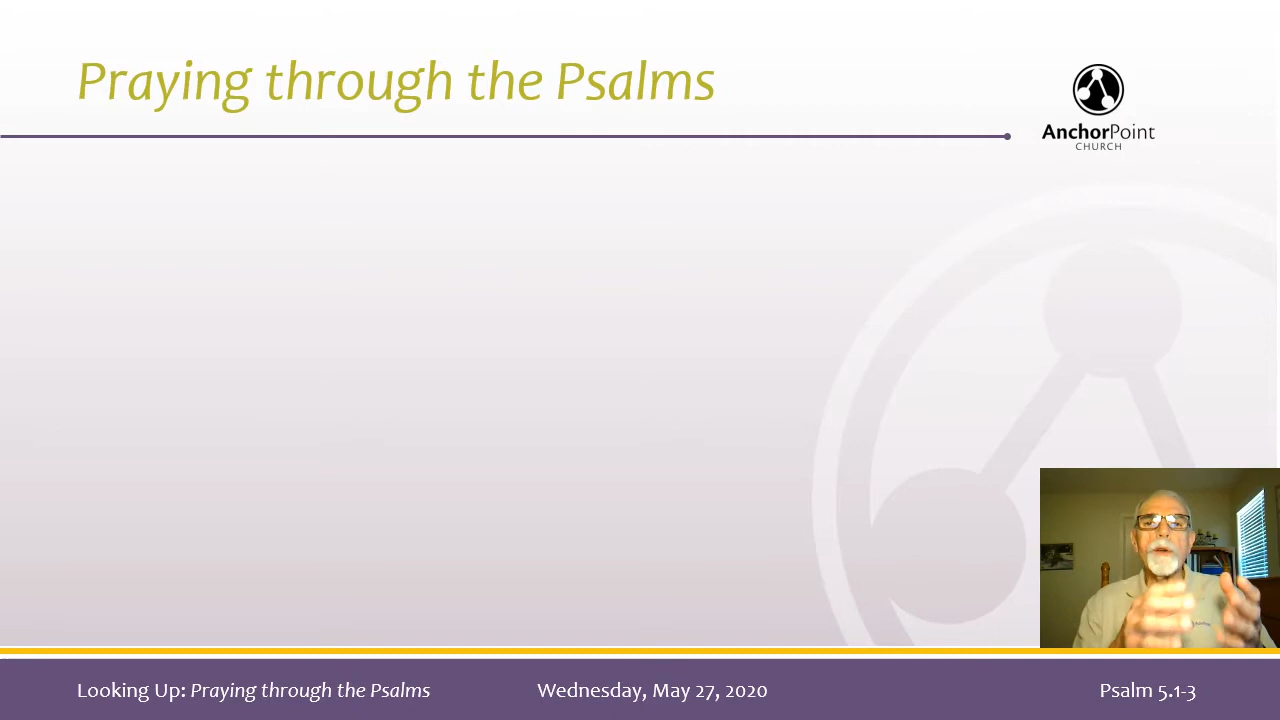 Praying through the Psalms
AnchorPoint
CHURCH
Looking Up: Praying through the Psalms
Wednesday, May 27, 2020
Psalm 5.1-3